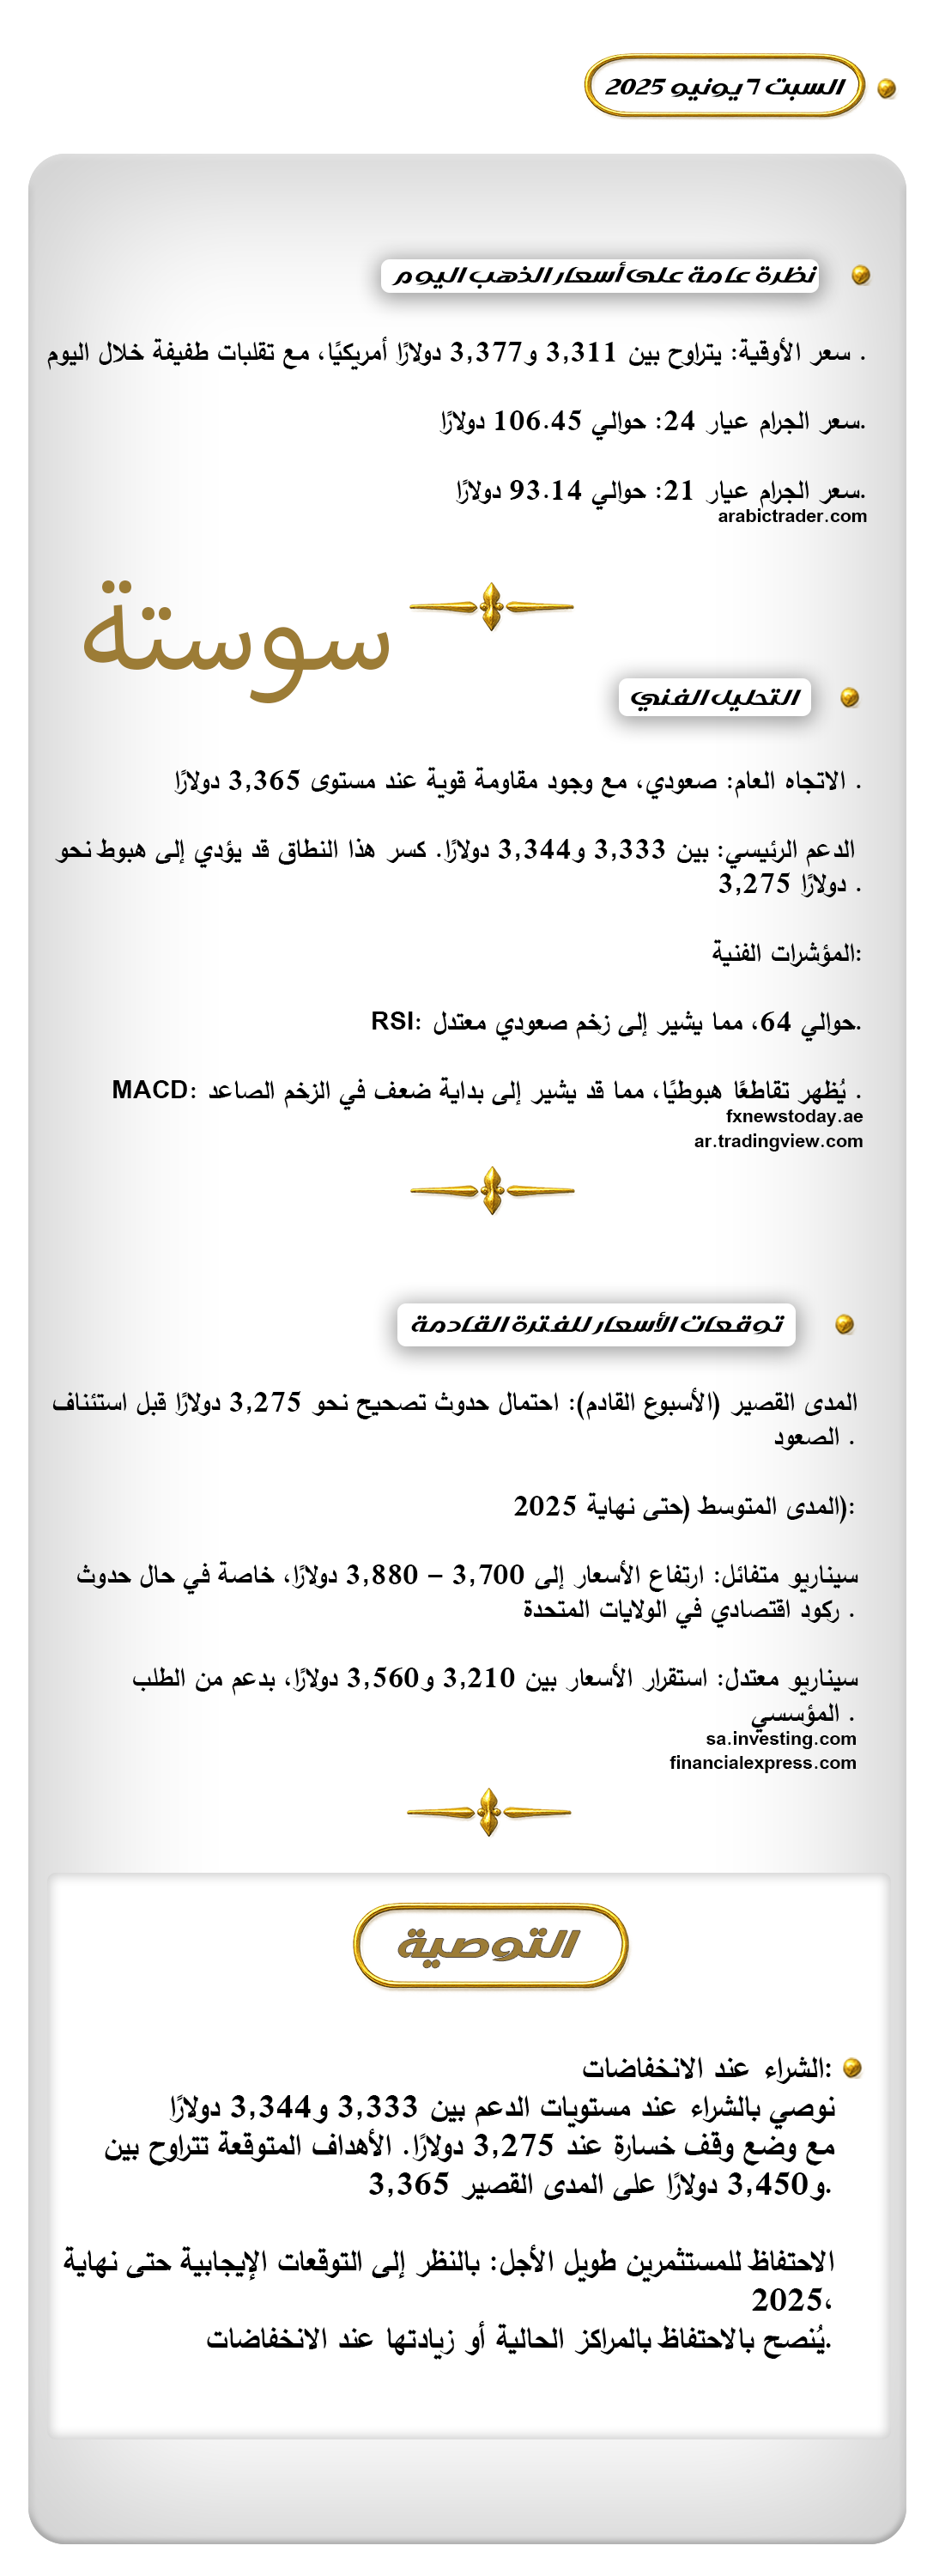 السبت 7 يونيو 2025
نظرة عامة على أسعار الذهب اليوم
سعر الأوقية: يتراوح بين 3,311 و3,377 دولارًا أمريكيًا، مع تقلبات طفيفة خلال اليوم .
سعر الجرام عيار 24: حوالي 106.45 دولارًا.
سعر الجرام عيار 21: حوالي 93.14 دولارًا.
arabictrader.com
سوستة
التحليل الفني
الاتجاه العام: صعودي، مع وجود مقاومة قوية عند مستوى 3,365 دولارًا .
الدعم الرئيسي: بين 3,333 و3,344 دولارًا. كسر هذا النطاق قد يؤدي إلى هبوط نحو
3,275 دولارًا .
المؤشرات الفنية:
RSI: حوالي 64، مما يشير إلى زخم صعودي معتدل.
MACD: يُظهر تقاطعًا هبوطيًا، مما قد يشير إلى بداية ضعف في الزخم الصاعد .
fxnewstoday.ae
ar.tradingview.com
توقعات الأسعار للفترة القادمة
المدى القصير (الأسبوع القادم): احتمال حدوث تصحيح نحو 3,275 دولارًا قبل استئناف
الصعود .
المدى المتوسط (حتى نهاية 2025):
سيناريو متفائل: ارتفاع الأسعار إلى 3,700 – 3,880 دولارًا، خاصة في حال حدوث
ركود اقتصادي في الولايات المتحدة .
سيناريو معتدل: استقرار الأسعار بين 3,210 و3,560 دولارًا، بدعم من الطلب
المؤسسي .
sa.investing.com
financialexpress.com
التوصية
الشراء عند الانخفاضات:
نوصي بالشراء عند مستويات الدعم بين 3,333 و3,344 دولارًا
مع وضع وقف خسارة عند 3,275 دولارًا. الأهداف المتوقعة تتراوح بين
3,365 و3,450 دولارًا على المدى القصير.
الاحتفاظ للمستثمرين طويل الأجل: بالنظر إلى التوقعات الإيجابية حتى نهاية
2025،
يُنصح بالاحتفاظ بالمراكز الحالية أو زيادتها عند الانخفاضات.